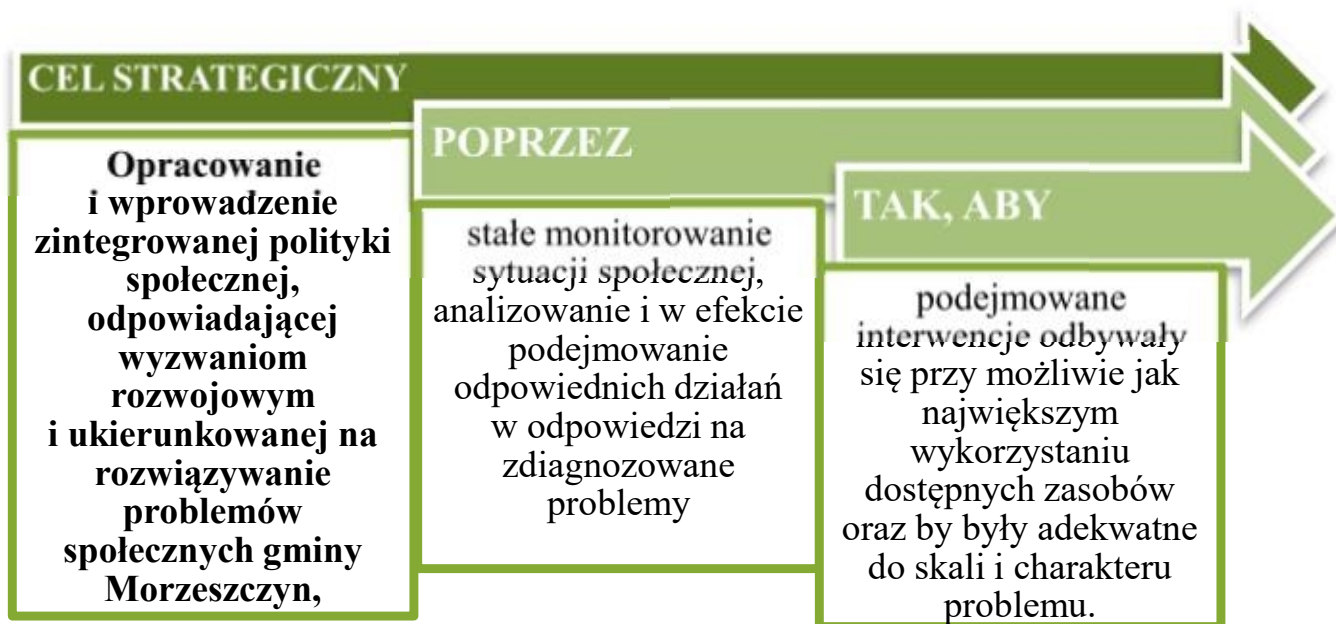 CEL STRATEGICZNY
Opracowanie
i wprowadzenie
zintegrowanej polityki
społecznej,
odpowiadającej
wyzwaniom
rozwojowym
i ukierunkowanej na
rozwiązywanie
problemów
społecznych gminy
Morzeszczyn,
POPRZEZ
stałe monitorowanie
sytuacji społecznej,
analizowanie i w efekcie
podejmowanie
odpowiednich działań
w odpowiedzi na
zdiagnozowane
problemy
TAK, ABY
podejmowane
interwencje odbywały
się przy możliwie jak
największym
wykorzystaniu
dostępnych zasobów
oraz by były adekwatne
do skali i charakteru
problemu.